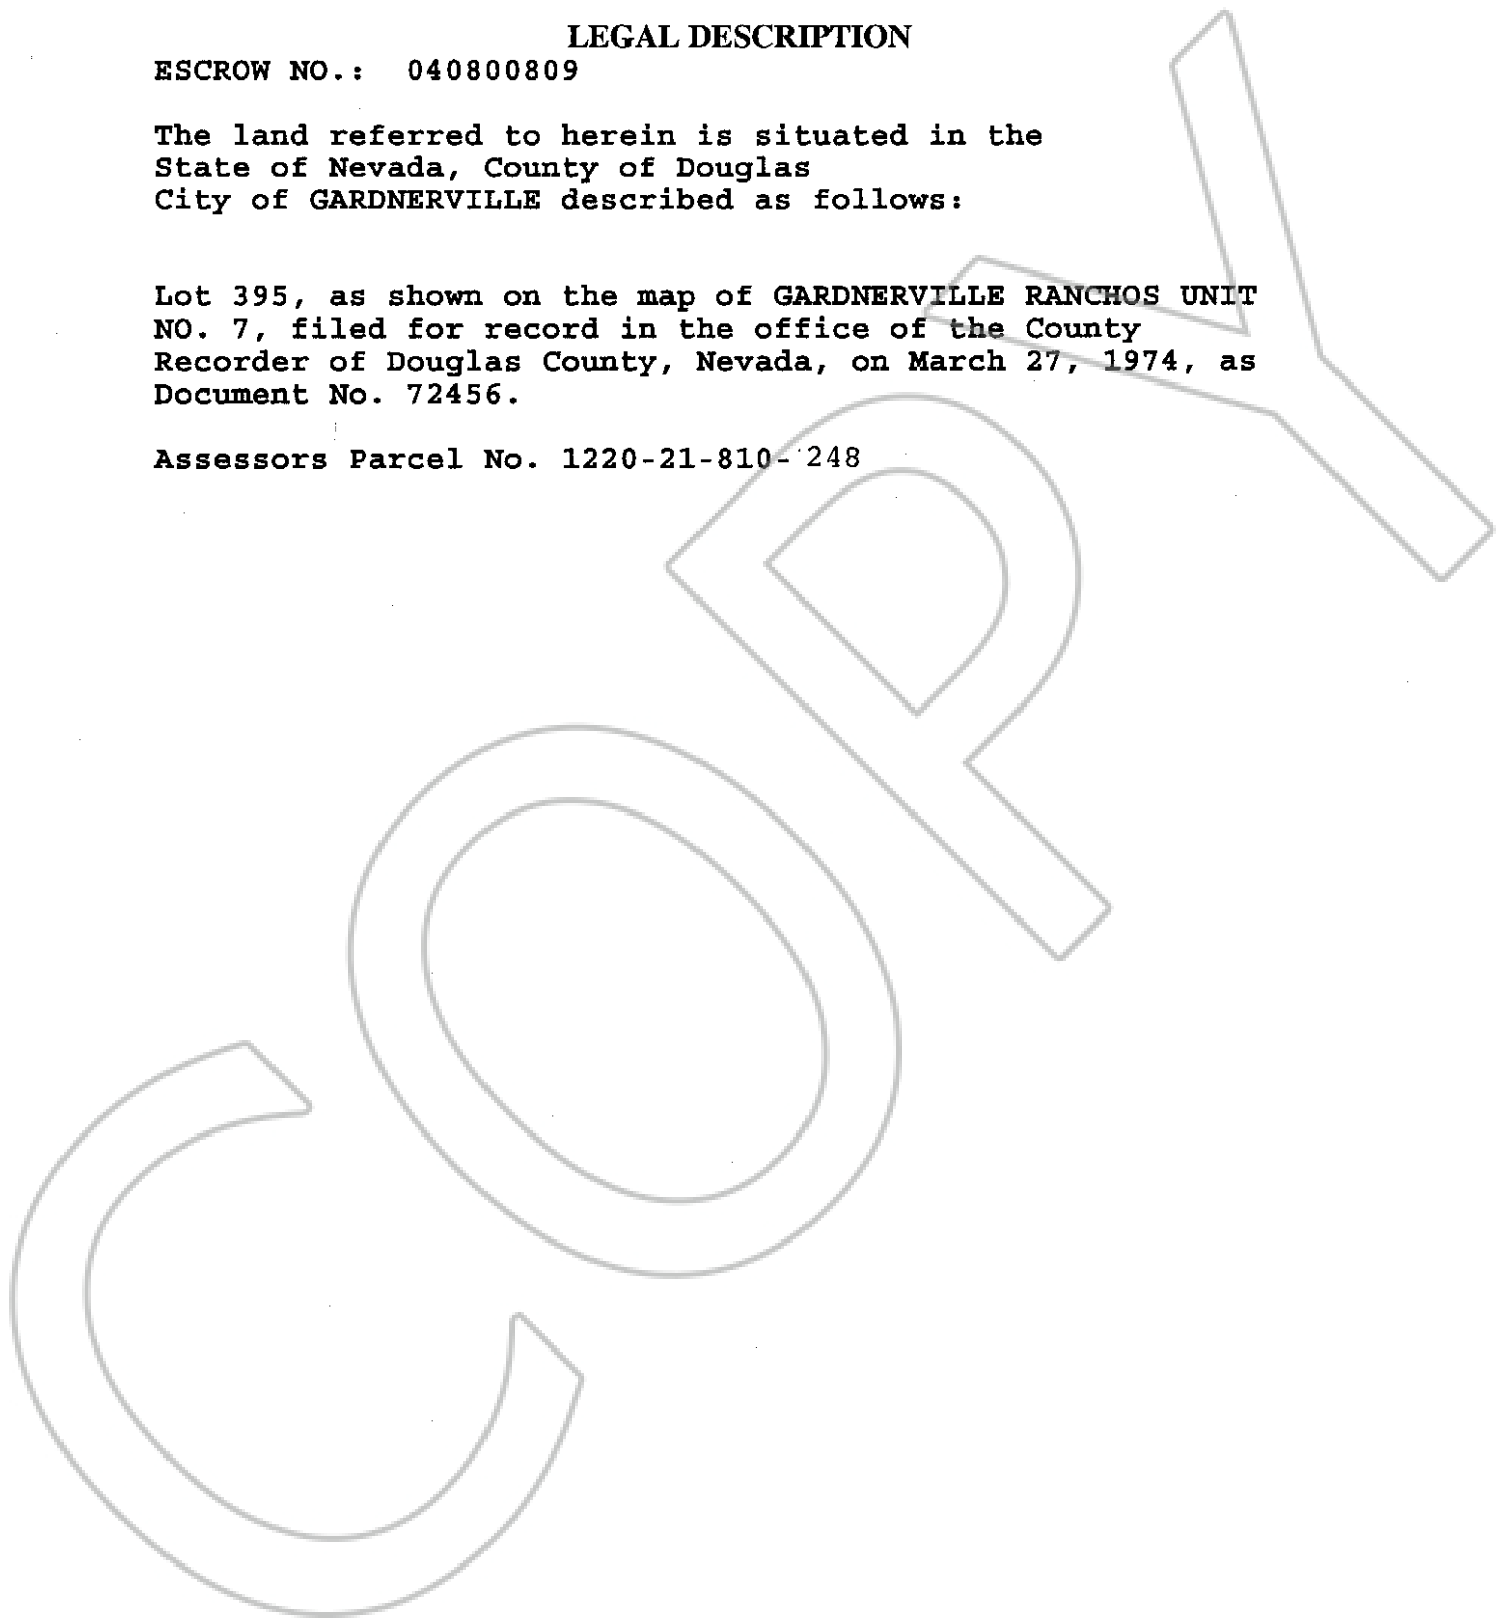 LEGAL DESCRIPTION
ESCROW NO.: 040800809
The land referred to herein is situated in the
State of Nevada, County of Douglas
City of GARDNERVILLE described as follows:
Lot 395, as shown on the map of GARDNERVILLE RANCHOS UNIT
NO. 7, filed for record in the office of the County
Recorder of Douglas County, Nevada, on March 27, 1974, as
Document No. 72456.
Assessors Parcel No. 1220-21-810-248
COPY